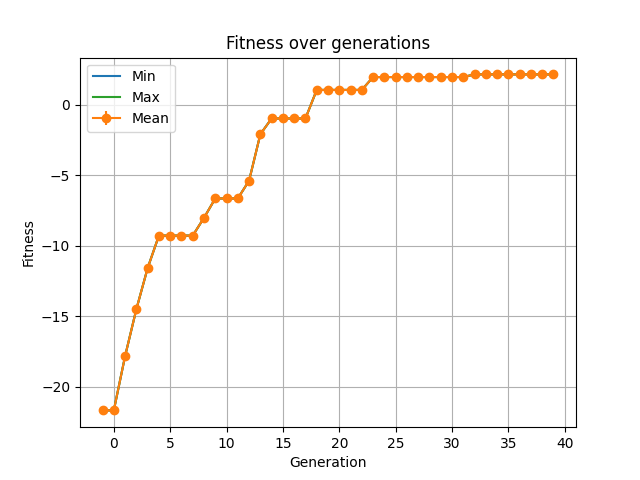 Fitness over generations
Min
Max
Mean
0
−5
−10
−15
−20
Fitness
0 5 10 15 20 25 30 35 40
Generation